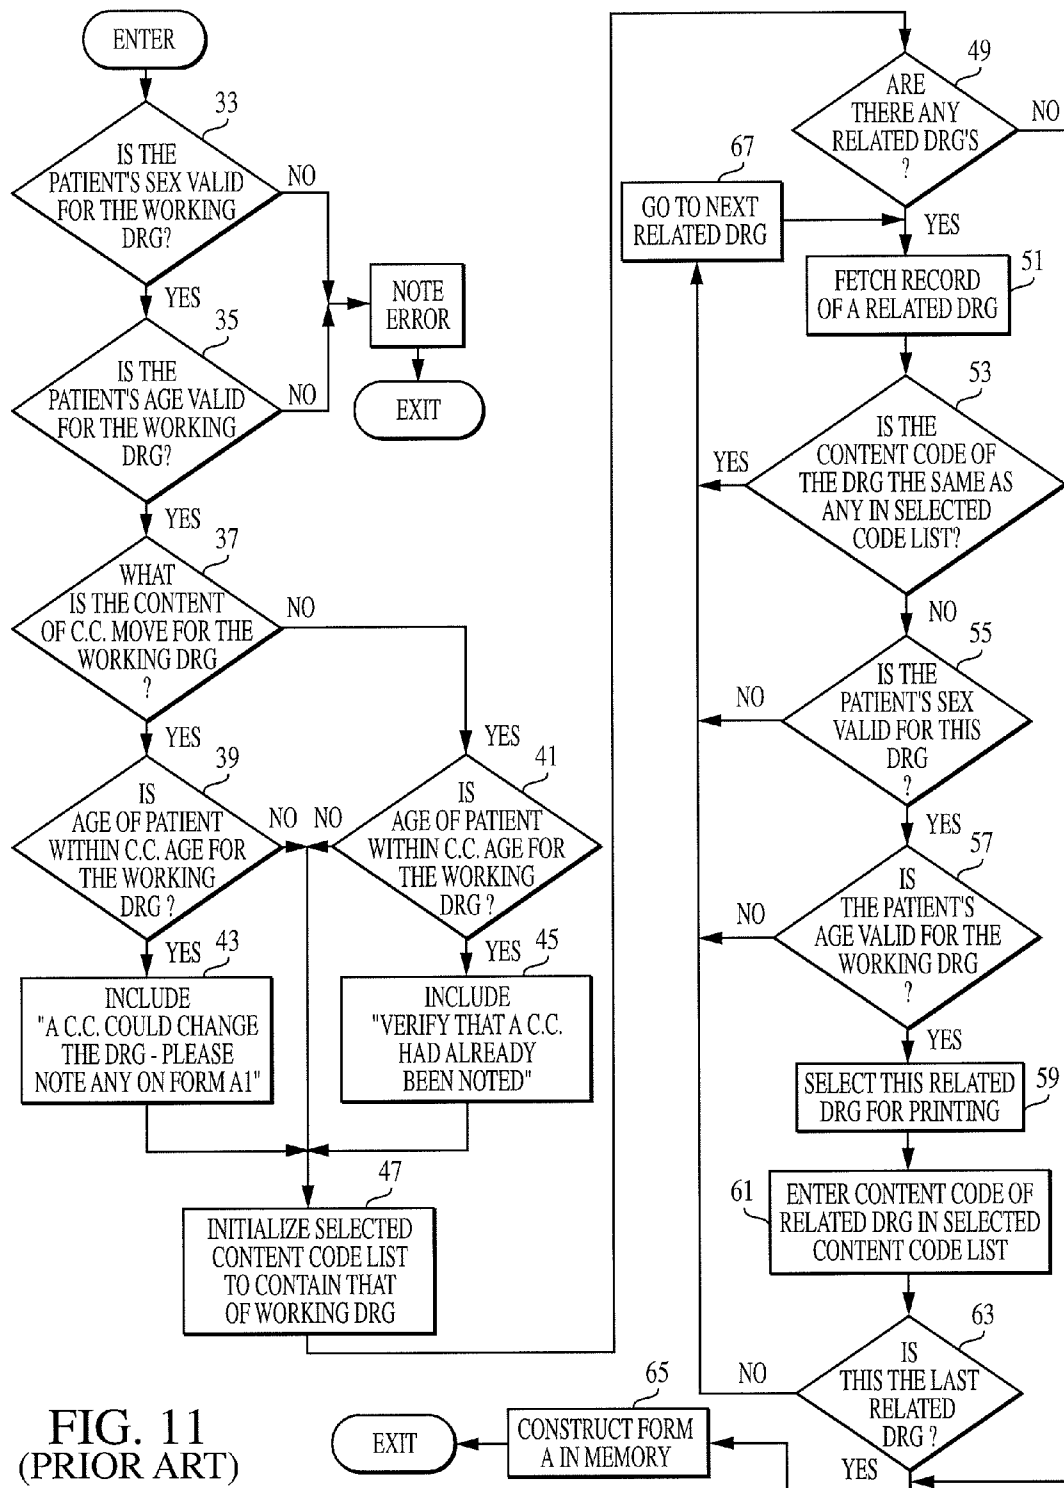 ENTER
33
IS THE
PATIENT'S SEX VALID
FOR THE WORKING
DRG?
NO
YES
35
IS THE
PATIENT'S AGE VALID
FOR THE WORKING
DRG?
NO
NOTE
ERROR
EXIT
YES
37
WHAT
IS THE CONTENT
OF C.C. MOVE FOR THE
WORKING DRG
?
NO
YES
39
IS
AGE OF PATIENT
WITHIN C.C. AGE FOR
THE WORKING
DRG ?
NO
YES
41
IS
AGE OF PATIENT
WITHIN C.C. AGE FOR
THE WORKING
DRG ?
NO
YES
43
INCLUDE
"A C.C. COULD CHANGE
THE DRG - PLEASE
NOTE ANY ON FORM A1"
YES
45
INCLUDE
"VERIFY THAT A C.C.
HAD ALREADY
BEEN NOTED"
47
INITIALIZE SELECTED
CONTENT CODE LIST
TO CONTAIN THAT
OF WORKING DRG
49
ARE
THERE ANY
RELATED DRG'S
?
NO
YES
67
GO TO NEXT
RELATED DRG
51
FETCH RECORD
OF A RELATED DRG
53
IS THE
CONTENT CODE OF
THE DRG THE SAME AS
ANY IN SELECTED
CODE LIST?
YES
NO
55
IS THE
PATIENT'S SEX
VALID FOR THIS
DRG
?
NO
YES
57
IS
THE PATIENT'S
AGE VALID FOR THE
WORKING DRG
?
NO
YES
59
SELECT THIS RELATED
DRG FOR PRINTING
61
ENTER CONTENT CODE OF
RELATED DRG IN SELECTED
CONTENT CODE LIST
63
IS
THIS THE LAST
RELATED
DRG ?
NO
YES
65
CONSTRUCT FORM
A IN MEMORY
EXIT
FIG. 11
(PRIOR ART)